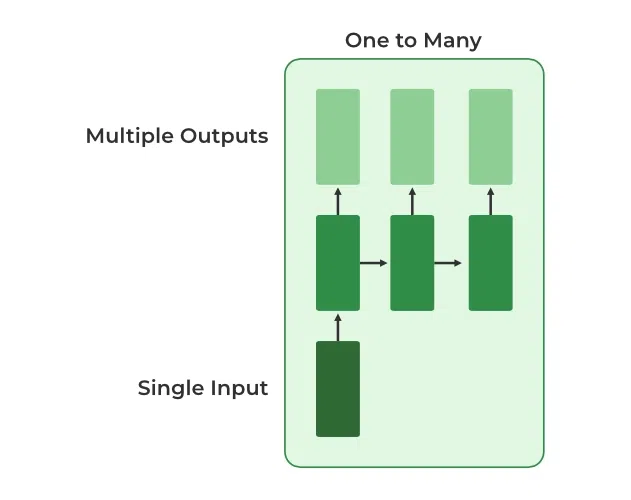 One to Many
Multiple Outputs
Single Input